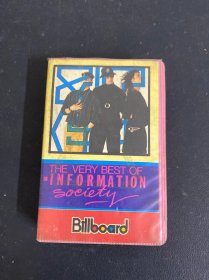 THE VERY BEST OF
INFORMATION
society
Billboard